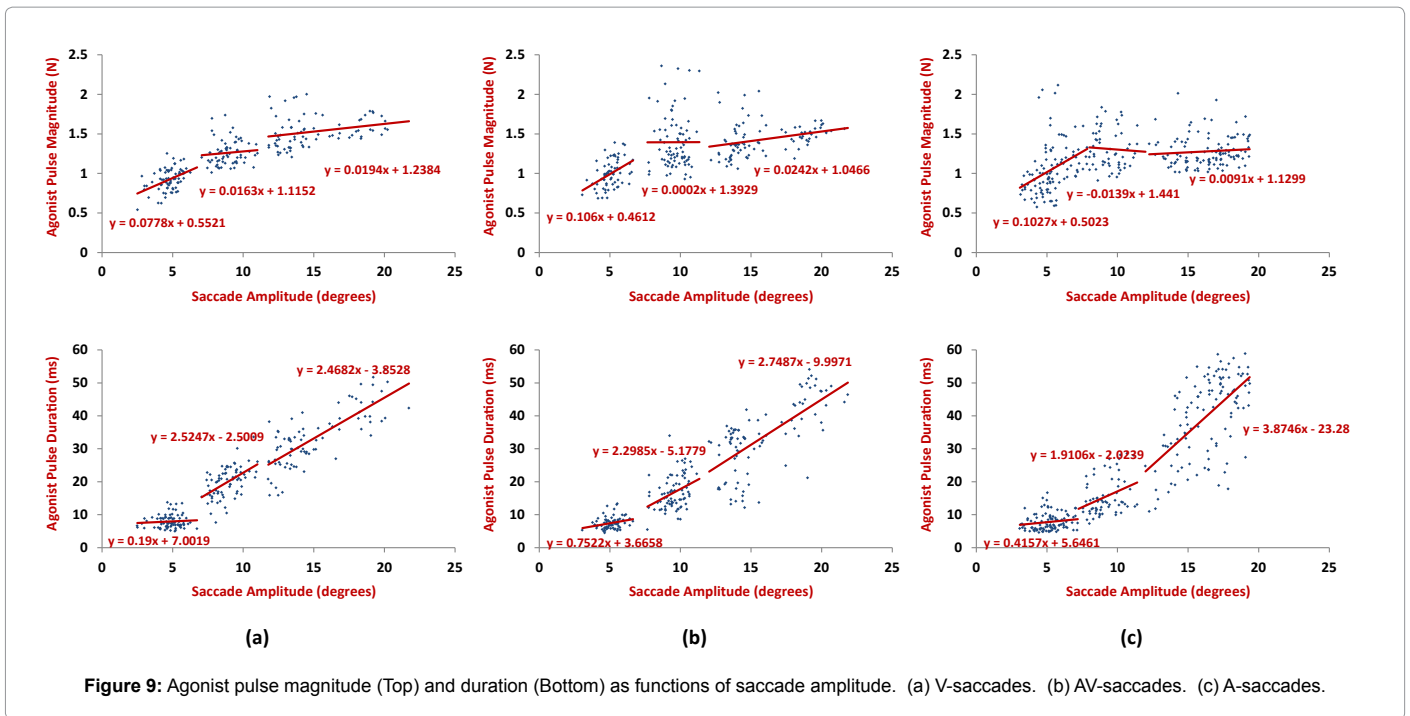 Agonist Pulse Magnitude (N)
2.5
2
1.5
1
0.5
0
0 5 10 15 20 25
Saccade Amplitude (degrees)
y = 0.0778x + 0.5521
y = 0.0163x + 1.1152
y = 0.0194x + 1.2384
Agonist Pulse Magnitude (N)
2.5
2
1.5
1
0.5
0
0 5 10 15 20 25
Saccade Amplitude (degrees)
y = 0.106x + 0.4612
y = 0.0002x + 1.3929
y = 0.0242x + 1.0466
Agonist Pulse Magnitude (N)
2.5
2
1.5
1
0.5
0
0 5 10 15 20 25
Saccade Amplitude (degrees)
y = 0.1027x + 0.5023
y = -0.0139x + 1.441
y = 0.0091x + 1.1299
Agonist Pulse Duration (ms)
60
50
40
30
20
10
0
0 5 10 15 20 25
Saccade Amplitude (degrees)
y = 0.19x + 7.0019
y = 2.5247x - 2.5009
y = 2.4682x - 3.8528
(a)
Agonist Pulse Duration (ms)
60
50
40
30
20
10
0
0 5 10 15 20 25
Saccade Amplitude (degrees)
y = 0.7522x + 3.6658
y = 2.2985x - 5.1779
y = 2.7487x - 9.9971
(b)
Agonist Pulse Duration (ms)
60
50
40
30
20
10
0
0 5 10 15 20 25
Saccade Amplitude (degrees)
y = 0.4157x + 5.6461
y = 1.9106x - 2.0239
y = 3.8746x - 23.28
(c)
Figure 9: Agonist pulse magnitude (Top) and duration (Bottom) as functions of saccade amplitude. (a) V-saccades. (b) AV-saccades. (c) A-saccades.